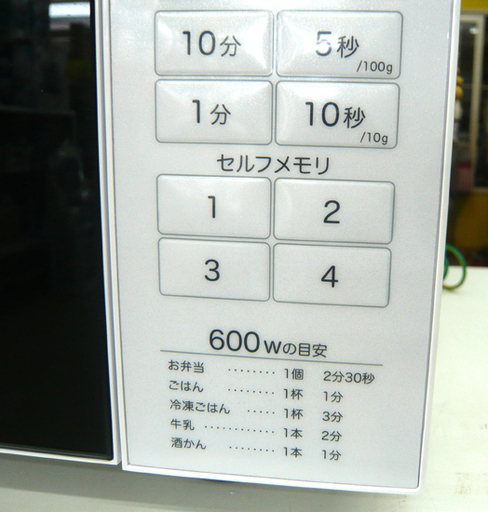 10分 5秒
/100g
1分 10秒
/10g
セルフメモリ
1 2
3 4
600Wの目安
お弁当 ········ 1個 2分30秒
ごはん ········ 1杯 1分
冷凍ごはん ····· 1杯 3分
牛乳 ············ 1本 2分
酒かん ········ 1本 1分